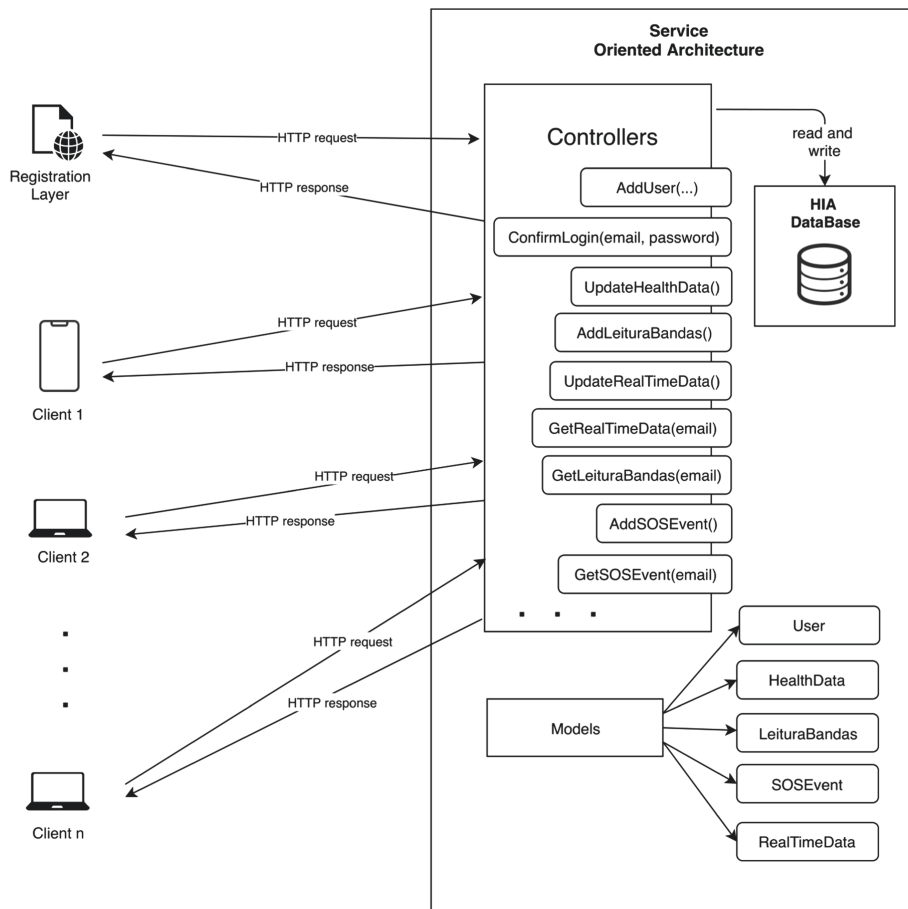 Service
Oriented Architecture
Controllers
AddUser(...)
ConfirmLogin(email, password)
UpdateHealthData()
AddLeituraBandas()
UpdateRealTimeData()
GetRealTimeData(email)
GetLeituraBandas(email)
AddSOSEvent()
GetSOSEvent(email)
. . .
read and
write
HIA
DataBase
Registration
Layer
HTTP request
HTTP response
Client 1
HTTP request
HTTP response
Client 2
HTTP request
HTTP response
.
.
.
Client n
HTTP request
HTTP response
Models
User
HealthData
LeituraBandas
SOSEvent
RealTimeData